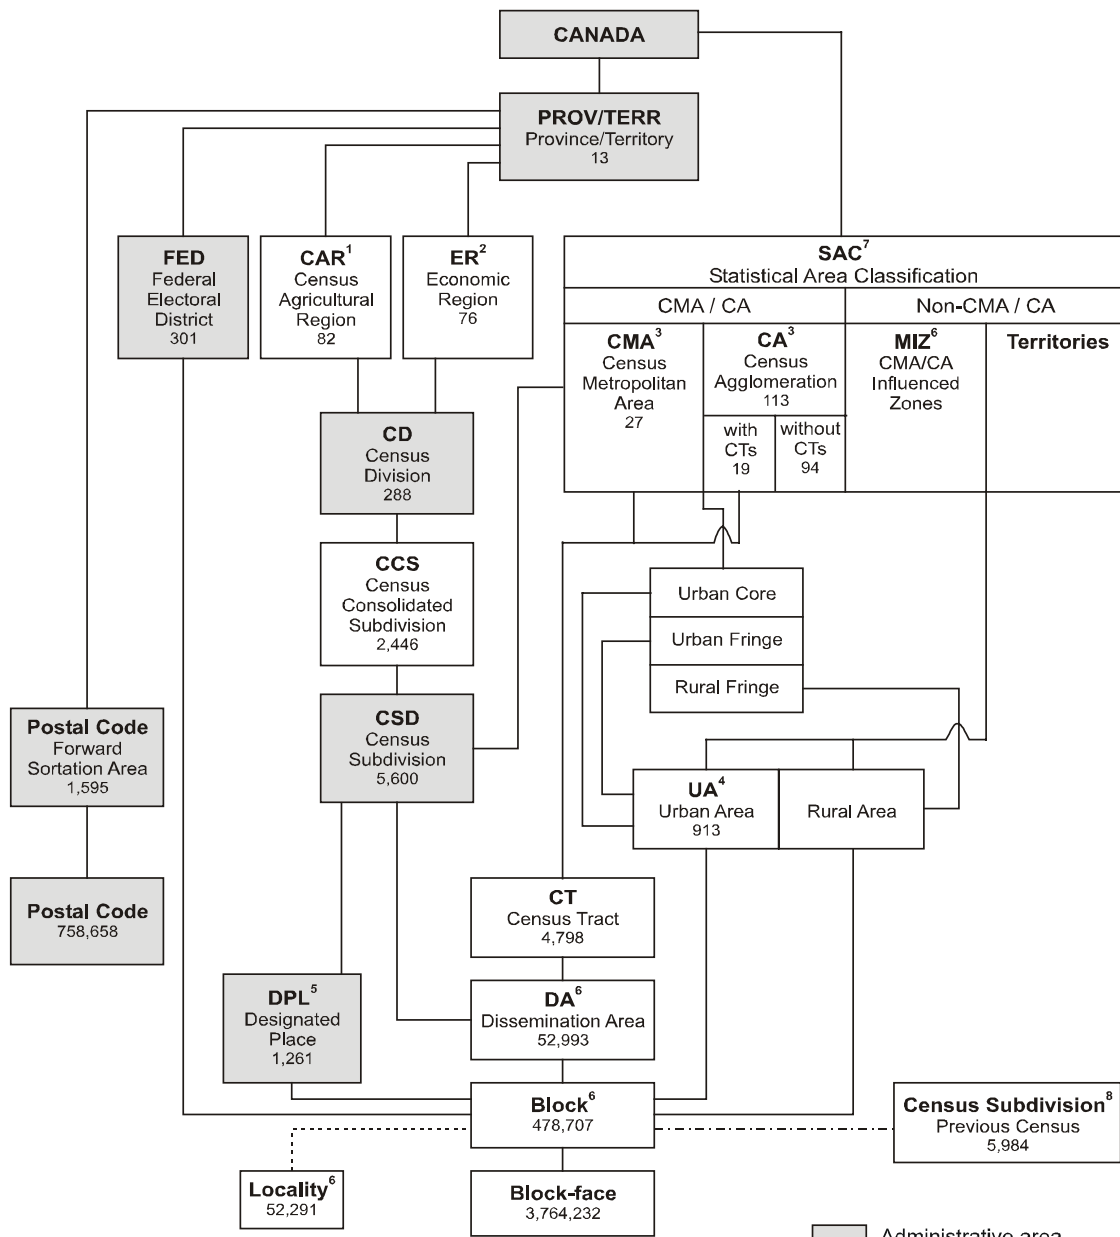 CANADA
PROV/TERR
Province/Territory
13
FED
Federal
Electoral
District
301
CAR1
Census
Agricultural
Region
82
ER2
Economic
Region
76
SAC7
Statistical Area Classification
CMA / CA
Non-CMA / CA
CMA3
Census
Metropolitan
Area
27
CA3
Census
Agglomeration
113
with
CTs
19
without
CTs
94
MIZ6
CMA/CA
Influenced
Zones
Territories
CD
Census
Division
288
CCS
Census
Consolidated
Subdivision
2,446
Urban Core
Urban Fringe
Rural Fringe
CSD
Census
Subdivision
5,600
Postal Code
Forward
Sortation Area
1,595
UA4
Urban Area
913
Rural Area
Postal Code
758,658
CT
Census Tract
4,798
DPL5
Designated
Place
1,261
DA6
Dissemination Area
52,993
Block6
478,707
Census Subdivision8
Previous Census
5,984
Locality6
52,291
Block-face
3,764,232
Administrative area